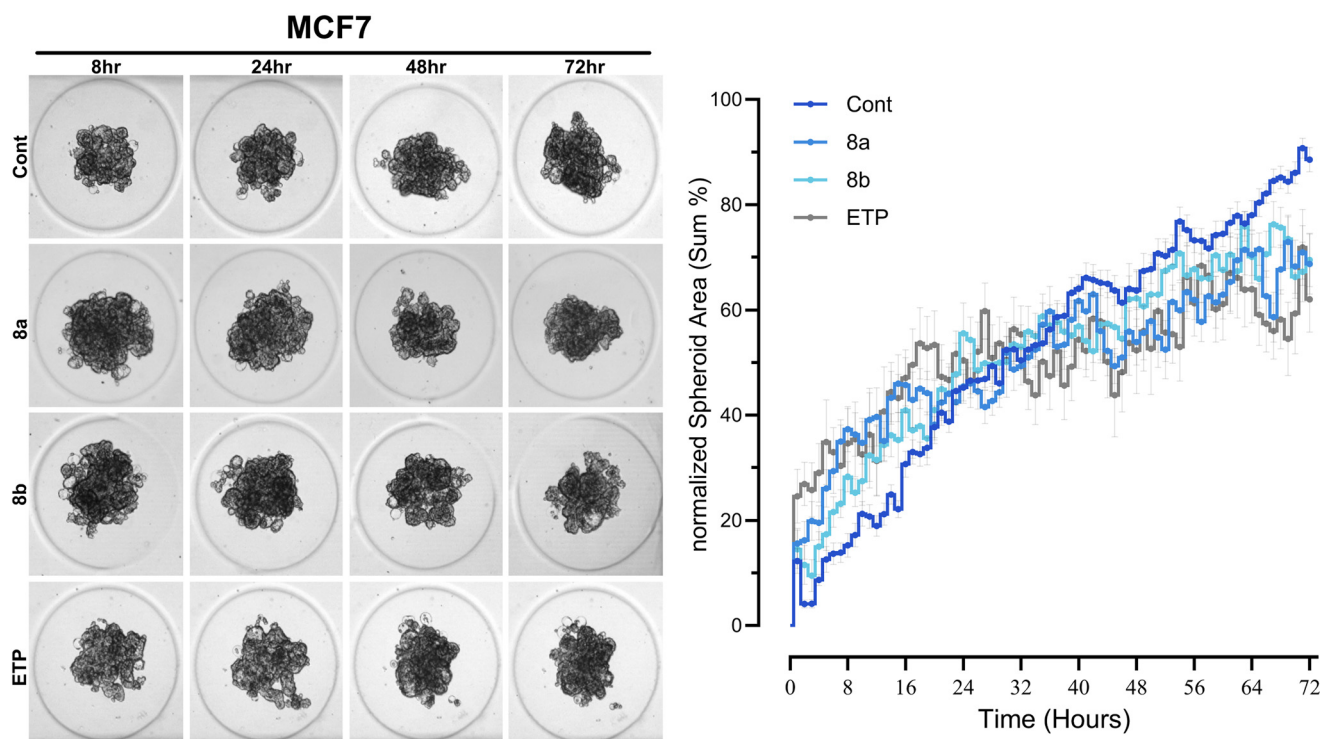 MCF7
8hr 24hr 48hr 72hr
Cont
8a
8b
ETP
Cont
8a
8b
ETP
normalized Spheroid Area (Sum %)
100
80
60
40
20
0
0 8 16 24 32 40 48 56 64 72
Time (Hours)